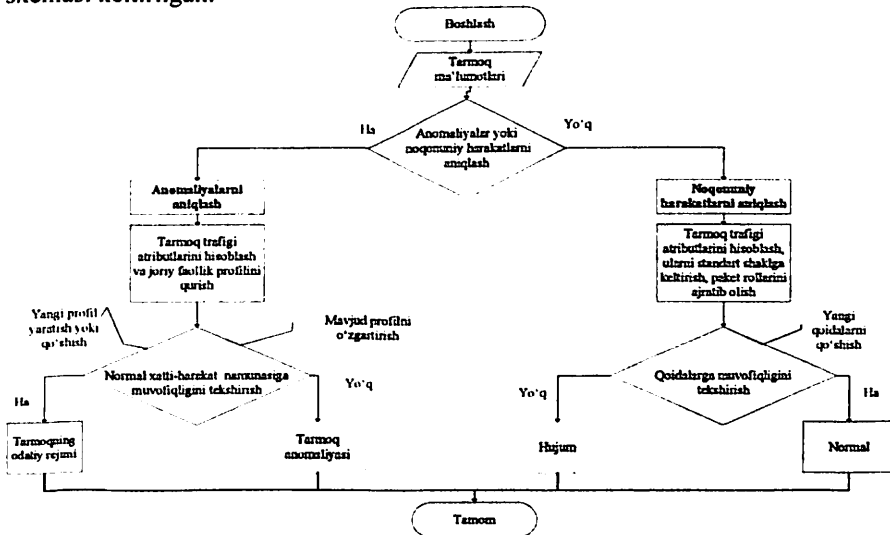 sxemasi keltirilgan.
Boshlash
Tarmoq
ma'lumotlari
Ha
Anomaliyalar yoki
noqonuniy harakatlarni
aniqlash
Yo'q
Anomaliyalarni
aniqlash
Noqonuniy
harakatlarni aniqlash
Tarmoq trafigi
atributlarini hisoblash
va joriy faollik profilini
qurish
Tarmoq trafigi
atributlarini hisoblash,
ularni standart shaklga
keltirish, paket rollarini
ajratib olish
Yangi profil
yaratish yoki
qo'shish
Mavjud profilni
o'zgartirish
Yangi
qoidalarni
qo'shish
Normal xatti-harakat namunasiga
muvofiqligini tekshirish
Qoidalarga muvofiqligini
tekshirish
Ha
Yo'q
Yo'q
Ha
Tarmoqning
odatiy rejimi
Tarmoq
anomaliyasi
Hujum
Normal
Tamom